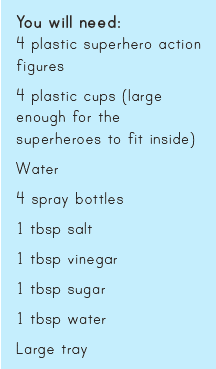 You will need:
4 plastic superhero action
figures
4 plastic cups (large
enough for the
superheroes to fit inside)
Water
4 spray bottles
1 tbsp salt
1 tbsp vinegar
1 tbsp sugar
1 tbsp water
Large tray